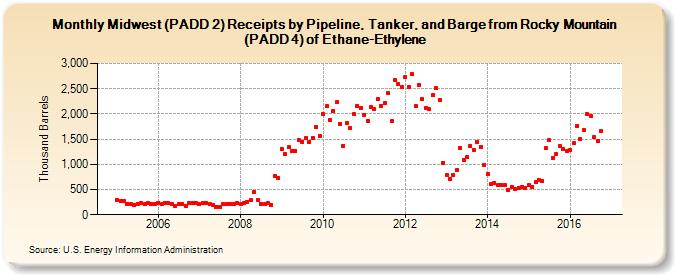 Monthly Midwest (PADD 2) Receipts by Pipeline, Tanker, and Barge from Rocky Mountain
(PADD 4) of Ethane-Ethylene
Thousand Barrels
3,000
2,500
2,000
1,500
1,000
500
0
2006 2008 2010 2012 2014 2016
Source: U.S. Energy Information Administration